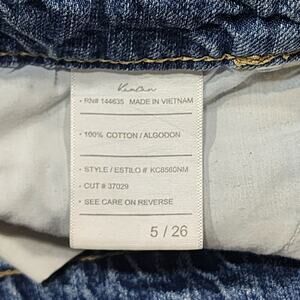 KanCan
• RN# 144635 MADE IN VIETNAM
• 100% COTTON / ALGODON
• STYLE / ESTILO # KC8560NM
• CUT # 37029
• SEE CARE ON REVERSE
5 / 26